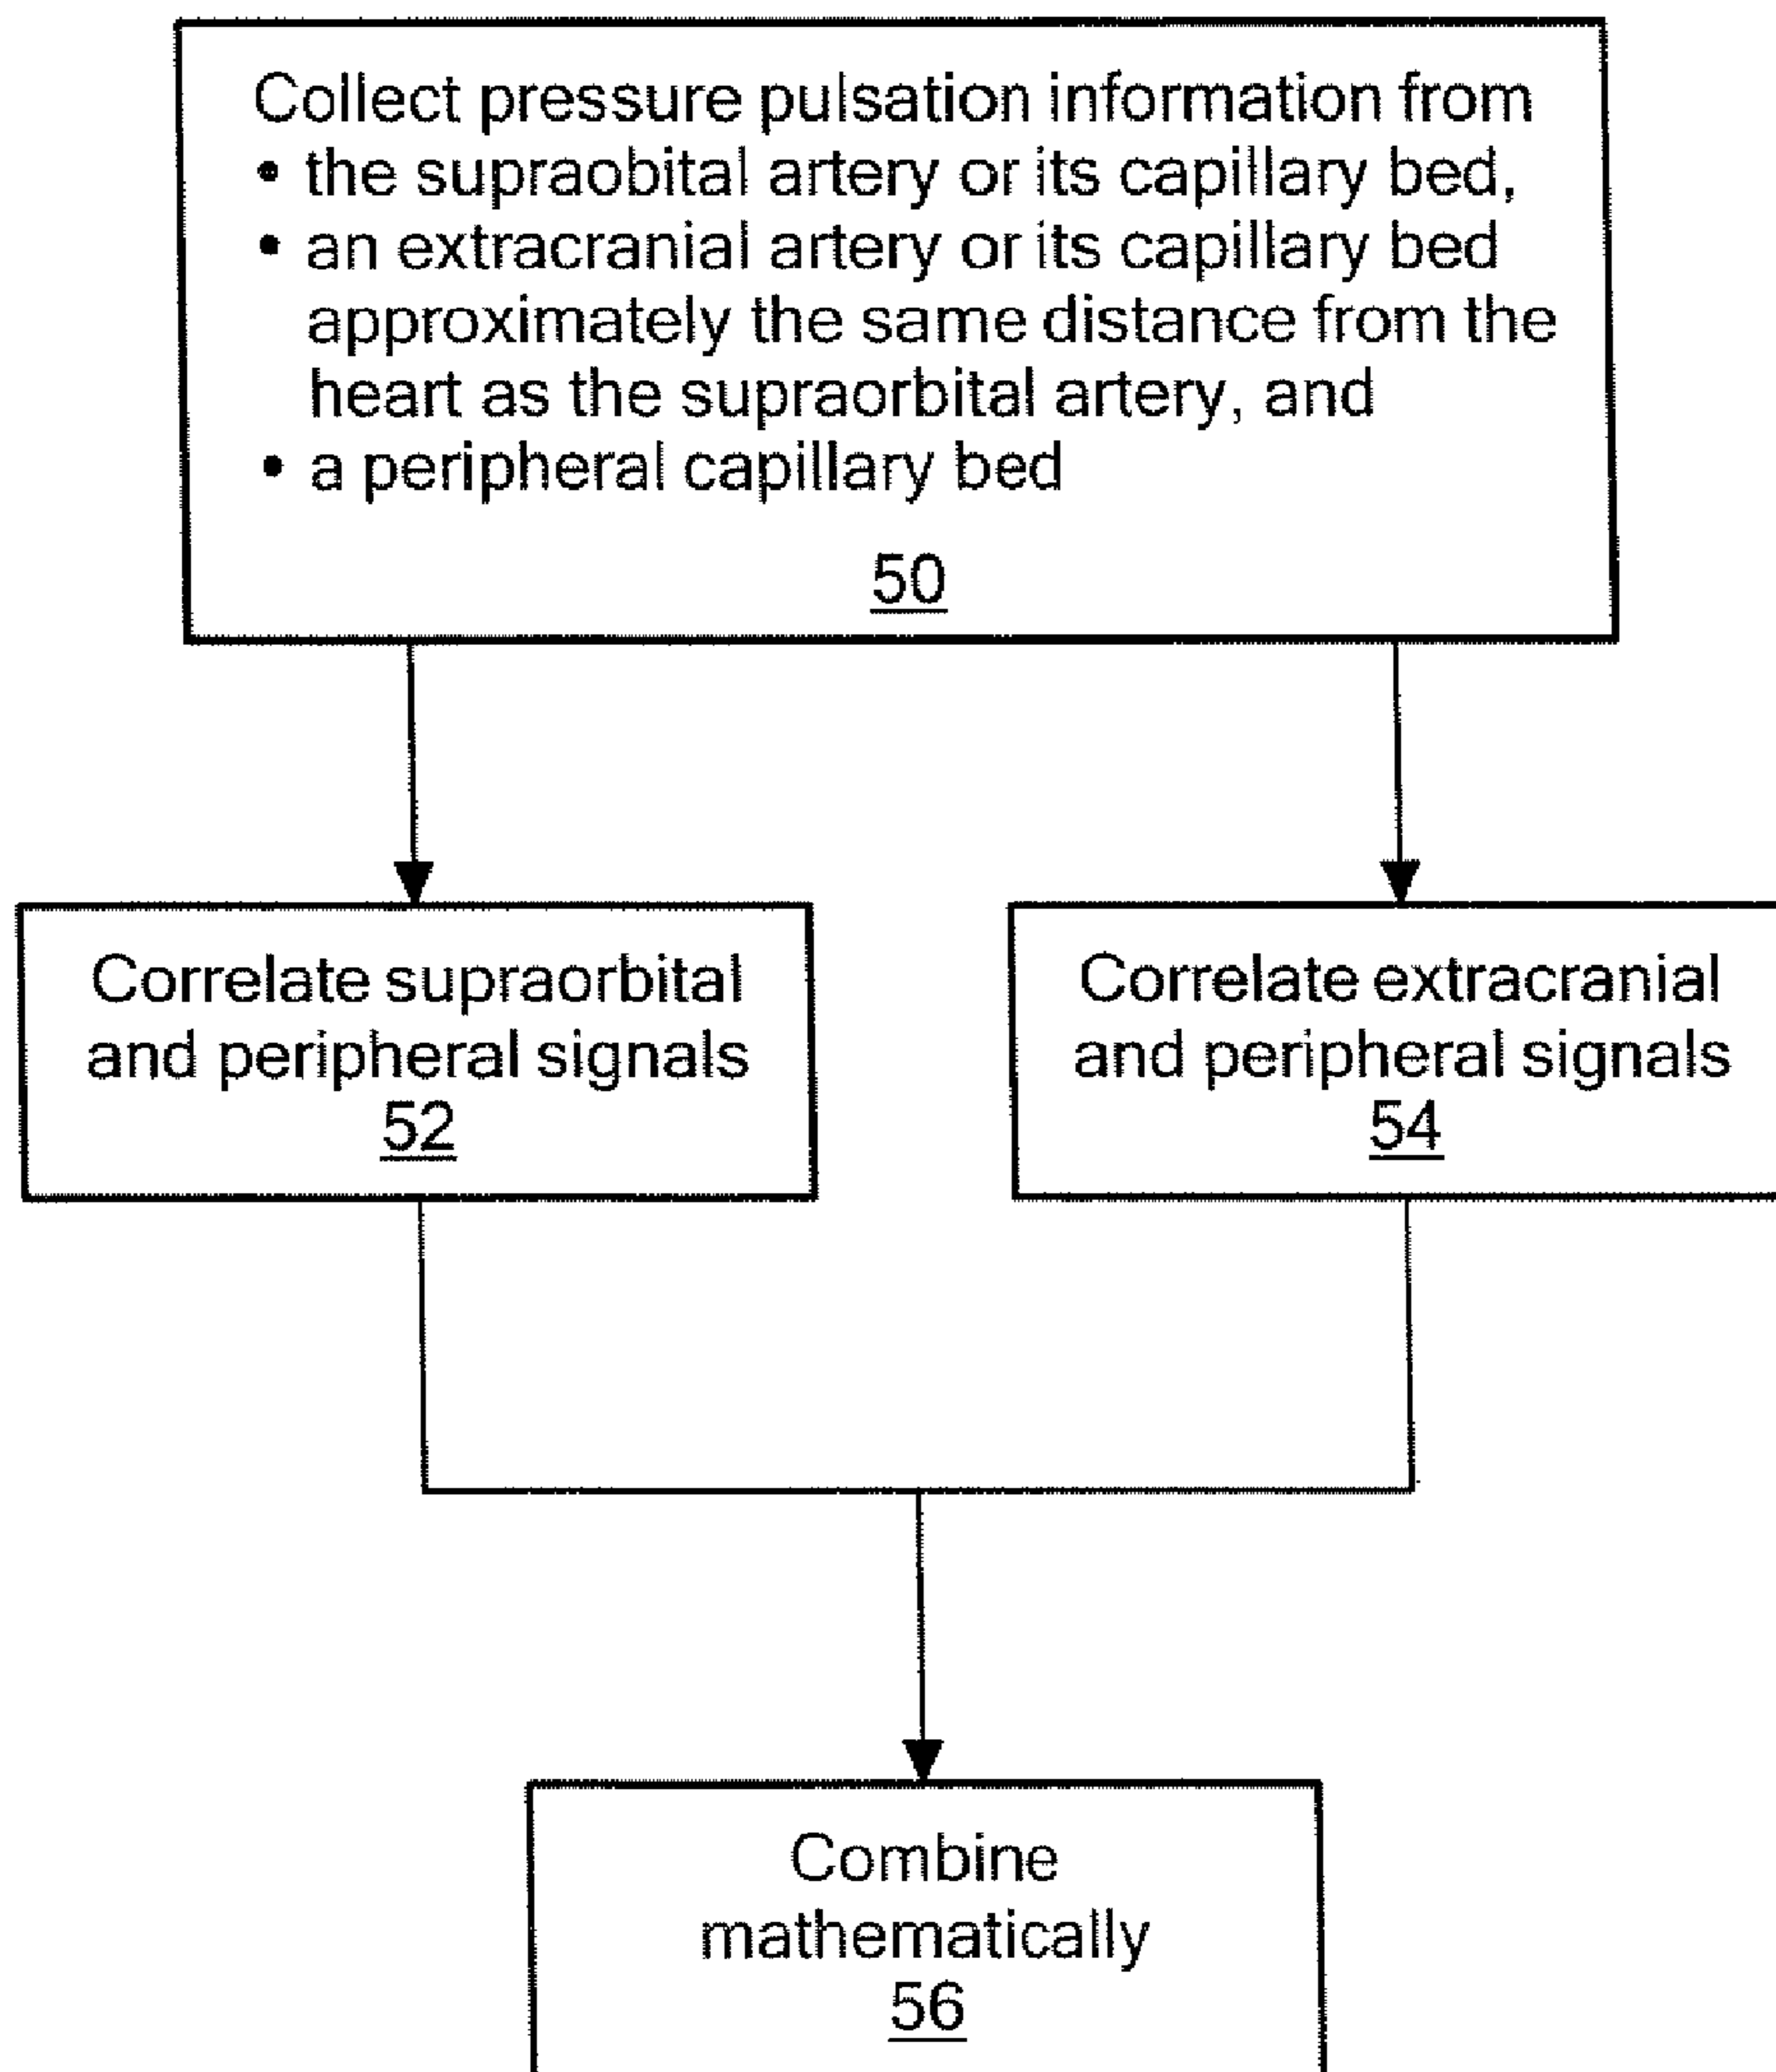 Collect pressure pulsation information from
• the supraobital artery or its capillary bed,
• an extracranial artery or its capillary bed
approximately the same distance from the
heart as the supraorbital artery, and
• a peripheral capillary bed
50
Correlate supraorbital
and peripheral signals
52
Correlate extracranial
and peripheral signals
54
Combine
mathematically
56